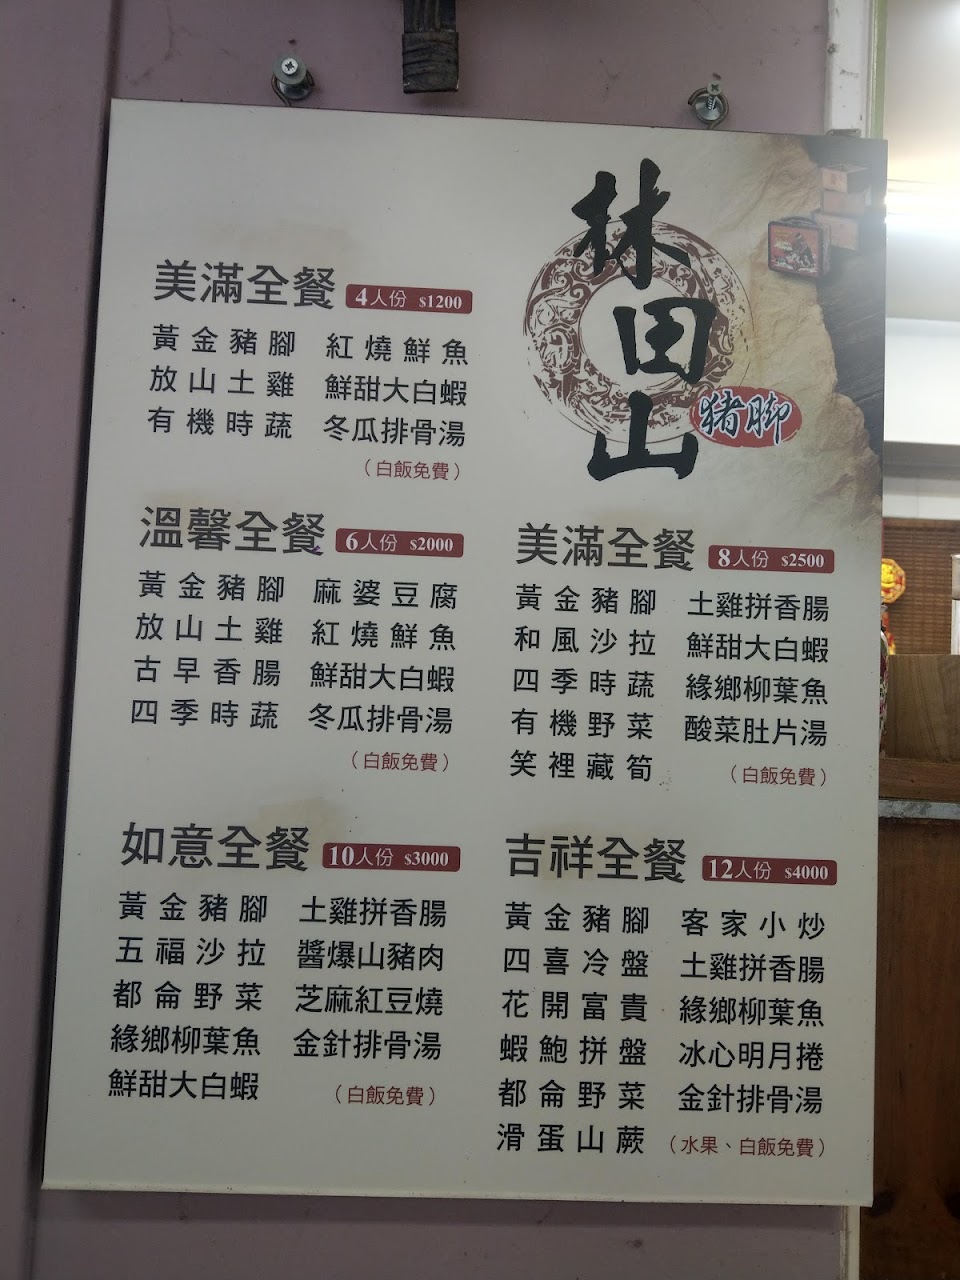 林田山
豬脚
美滿全餐 4人份 $1200
黃金豬腳 紅燒鮮魚
放山土雞 鮮甜大白蝦
有機時蔬 冬瓜排骨湯
（白飯免費）
溫馨全餐 6人份 $2000
黃金豬腳 麻婆豆腐
放山土雞 紅燒鮮魚
古早香腸 鮮甜大白蝦
四季時蔬 冬瓜排骨湯
（白飯免費）
美滿全餐 8人份 $2500
黃金豬腳 土雞拼香腸
和風沙拉 鮮甜大白蝦
四季時蔬 緣鄉柳葉魚
有機野菜 酸菜肚片湯
笑裡藏筍 （白飯免費）
如意全餐 10人份 $3000
黃金豬腳 土雞拼香腸
五福沙拉 醬爆山豬肉
都侖野菜 芝麻紅豆燒
緣鄉柳葉魚 金針排骨湯
鮮甜大白蝦 （白飯免費）
吉祥全餐 12人份 $4000
黃金豬腳 客家小炒
四喜冷盤 土雞拼香腸
花開富貴 緣鄉柳葉魚
蝦鮑拼盤 冰心明月捲
都侖野菜 金針排骨湯
滑蛋山蕨 （水果、白飯免費）